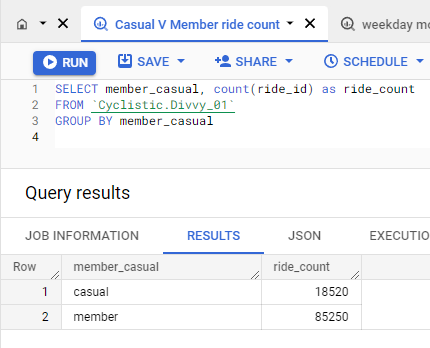 Casual V Member ride count
weekday mo
RUN SAVE SHARE SCHEDULE
1 SELECT member_casual, count(ride_id) as ride_count
2 FROM `Cyclistic.Divvy_01`
3 GROUP BY member_casual
4
Query results
JOB INFORMATION RESULTS JSON EXECUTIO
Row member_casual ride_count
1 casual 18520
2 member 85250